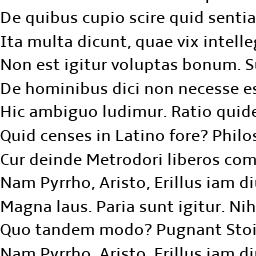 De quibus cupio scire quid sentia
Ita multa dicunt, quae vix intelle
Non est igitur voluptas bonum. S
De hominibus dici non necesse es
Hic ambiguo ludimur. Ratio quide
Quid censes in Latino fore? Philos
Cur deinde Metrodori liberos com
Nam Pyrrho, Aristo, Erillus iam di
Magna laus. Paria sunt igitur. Nih
Quo tandem modo? Pugnant Stoi
Nam Pyrrho, Aristo, Erillus iam di